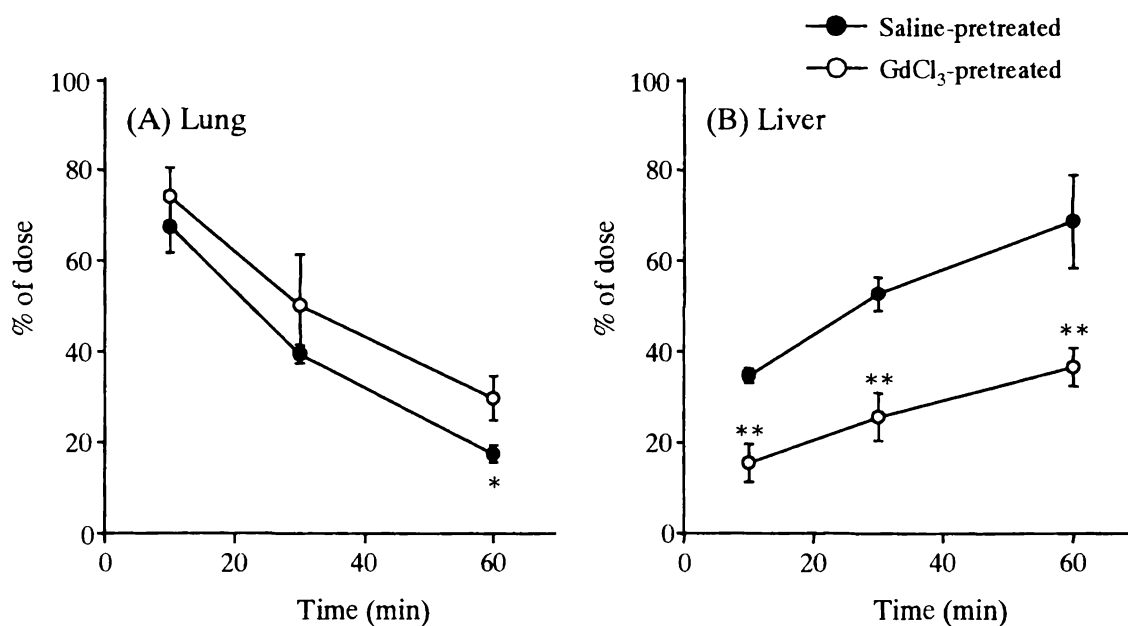 Saline-pretreated
GdCl₃-pretreated
(A) Lung
100
80
60
40
20
0
% of dose
0 20 40 60
Time (min)
*
(B) Liver
100
80
60
40
20
0
% of dose
0 20 40 60
Time (min)
**
**
**